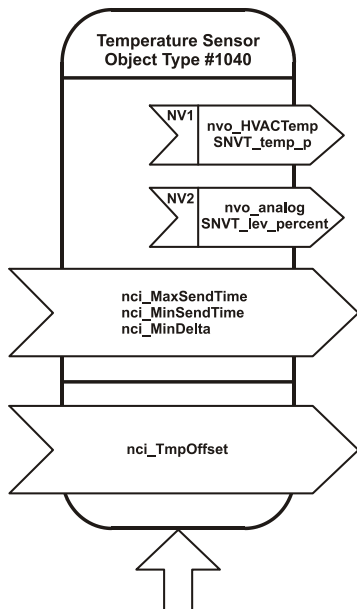 Temperature Sensor
Object Type #1040
NV1
nvo_HVACTemp
SNVT_temp_p
NV2
nvo_analog
SNVT_lev_percent
nci_MaxSendTime
nci_MinSendTime
nci_MinDelta
nci_TmpOffset